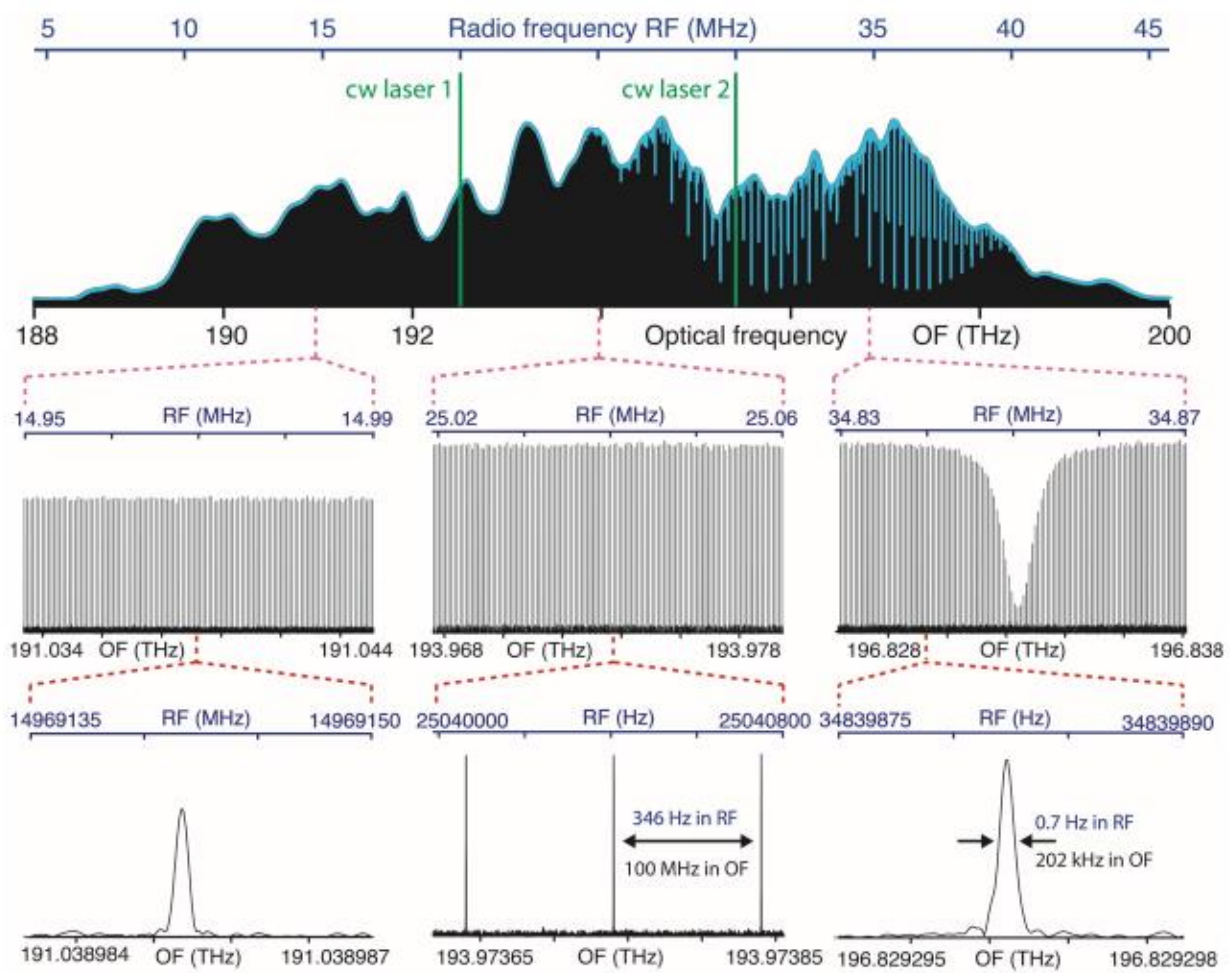 5 10 15 Radio frequency RF (MHz) 35 40 45
cw laser 1 cw laser 2
188 190 192 Optical frequency OF (THz) 200
14.95 RF (MHz) 14.99
25.02 RF (MHz) 25.06
34.83 RF (MHz) 34.87
191.034 OF (THz) 191.044
193.968 OF (THz) 193.978
196.828 OF (THz) 196.838
14969135 RF (MHz) 14969150
25040000 RF (Hz) 25040800
34839875 RF (Hz) 34839890
346 Hz in RF
100 MHz in OF
0.7 Hz in RF
202 kHz in OF
191.038984 OF (THz) 191.038987
193.97365 OF (THz) 193.97385
196.829295 OF (THz) 196.829298